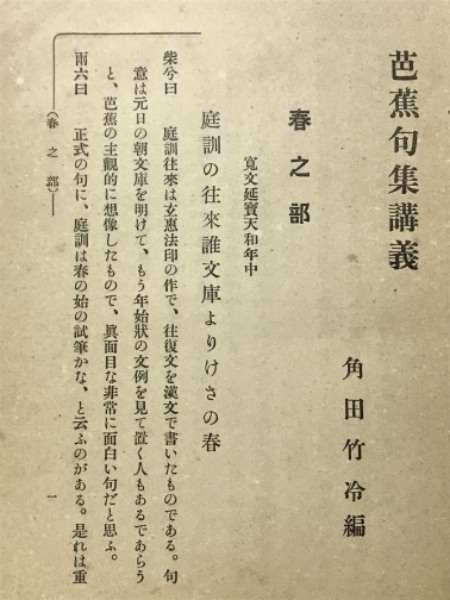 芭蕉句集講義
角田竹冷編
春之部
寬文延寶天和年中
庭訓の往來誰文庫よりけさの春
柴兮曰　庭訓往來は玄惠法印の作で、往復文を漢文で書いたものである。句
意は元日の朝文庫を明けて、もう年始狀の文例を見て置く人もあるであらう
と、芭蕉の主觀的に想像したもので、眞面目な非常に面白い句だと思ふ。
雨六曰　正式の句に、庭訓は春の始の試筆かな、と云ふのがある。是れは重
（春之部）
一